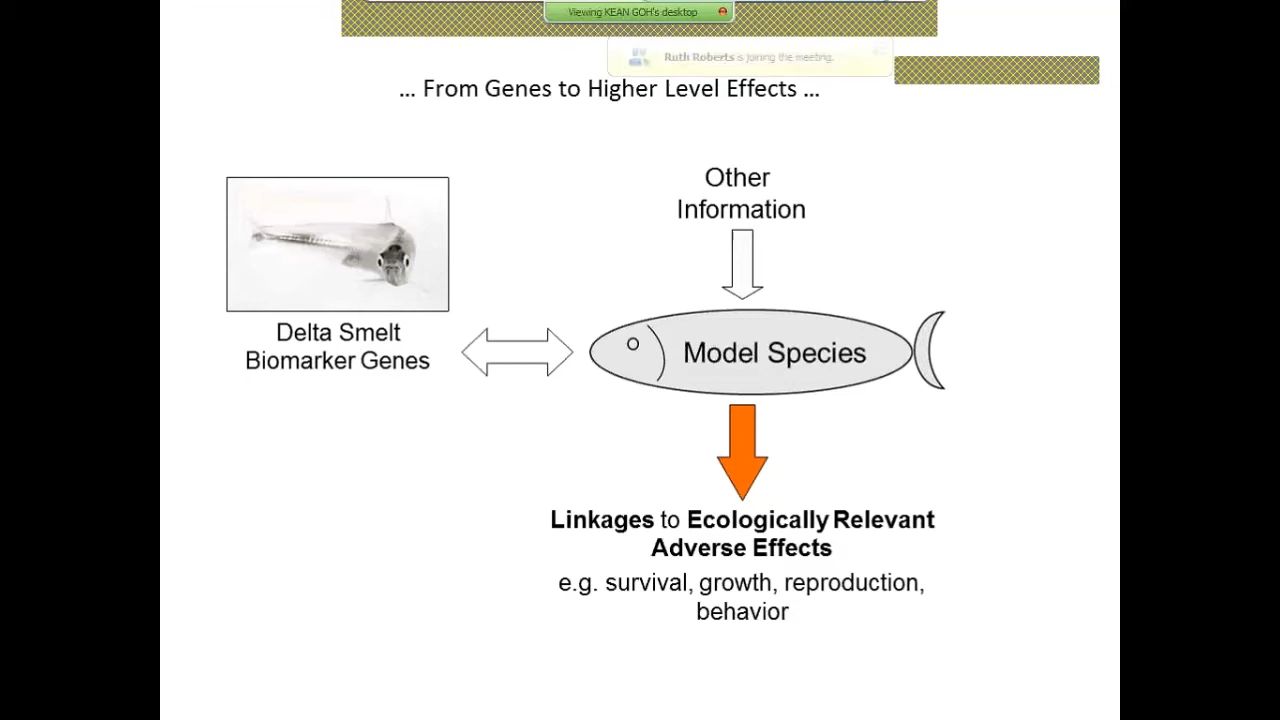 Viewing KEAN GOH's desktop
Ruth Roberts is joining the meeting.
... From Genes to Higher Level Effects ...
Other
Information
Delta Smelt
Biomarker Genes
Model Species
Linkages to Ecologically Relevant
Adverse Effects
e.g. survival, growth, reproduction,
behavior